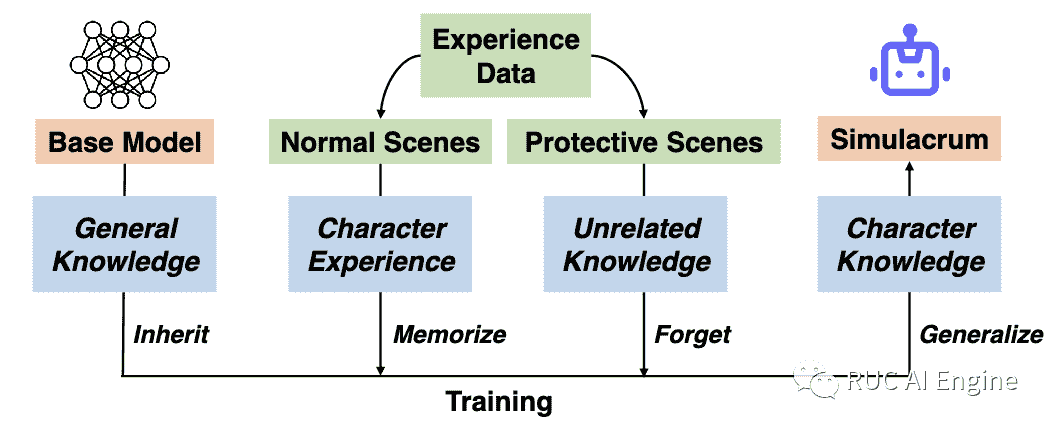 Experience
Data
Base Model
Normal Scenes
Protective Scenes
Simulacrum
General
Knowledge
Character
Experience
Unrelated
Knowledge
Character
Knowledge
Inherit
Memorize
Forget
Generalize
RUC AI Engine
Training